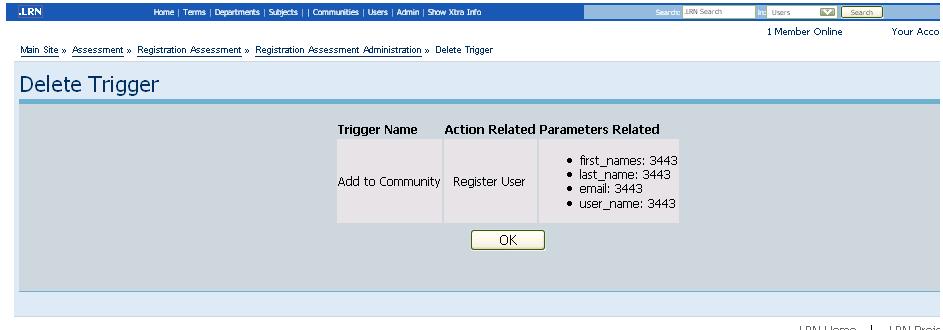 .LRN Home | Terms | Departments | Subjects | | Communities | Users | Admin | Show Xtra Info Search: .LRN Search in: Users Search
1 Member Online Your Acco
Main Site » Assessment » Registration Assessment » Registration Assessment Administration » Delete Trigger
Delete Trigger
Trigger Name Action Related Parameters Related
• first_names: 3443
• last_name: 3443
Add to Community Register User
• email: 3443
• user_name: 3443
OK
.LRN Home | .LRN Proje